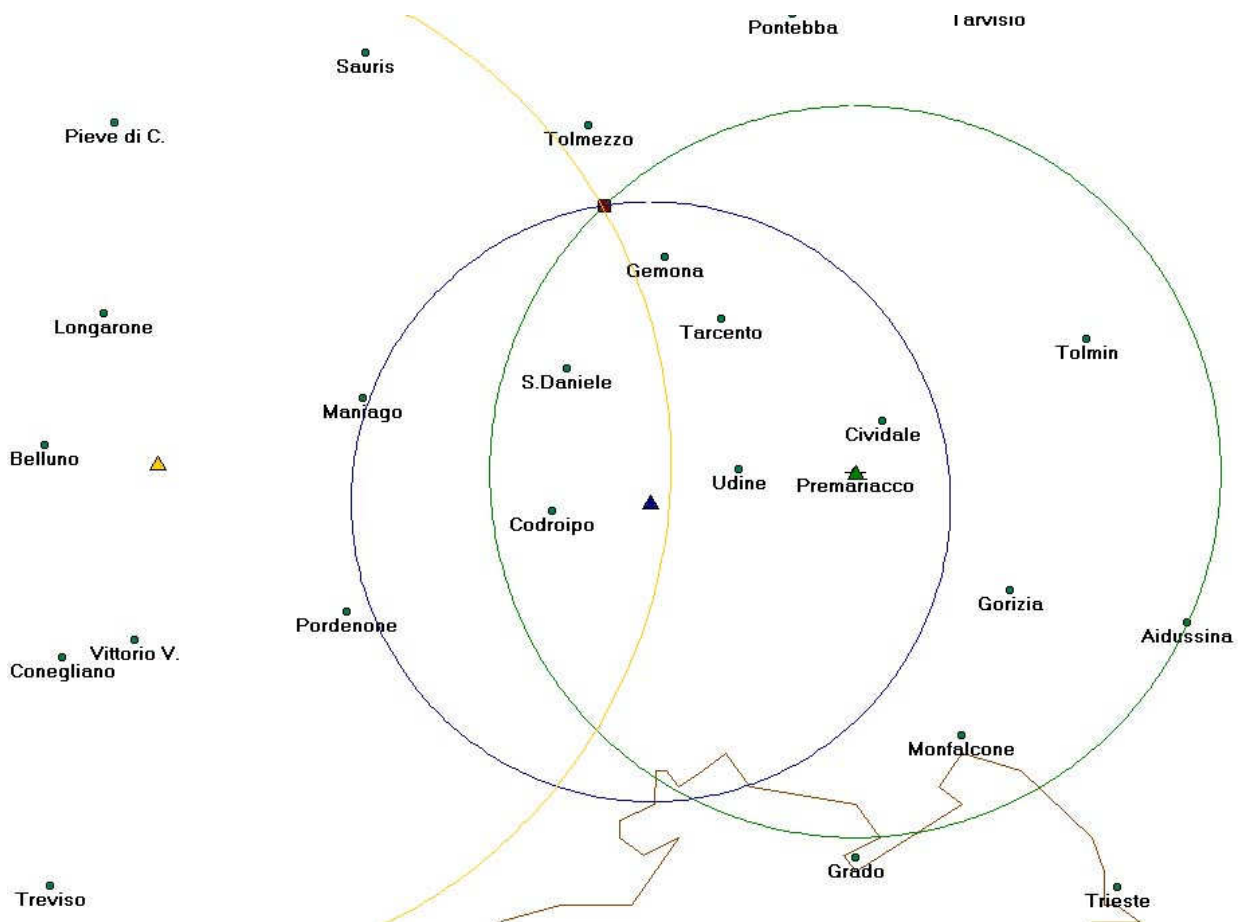 Pontebba
Tarvisio
Sauris
Pieve di C.
Tolmezzo
Gemona
Longarone
Tarcento
Tolmin
S.Daniele
Maniago
Cividale
Belluno
Udine
Premariacco
Codroipo
Gorizia
Pordenone
Aidussina
Vittorio V.
Conegliano
Monfalcone
Grado
Treviso
Trieste